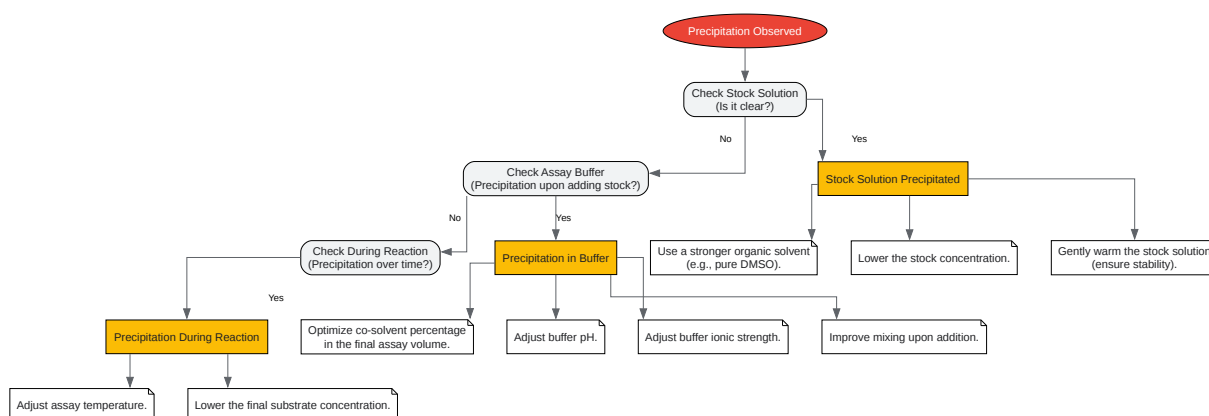 Precipitation Observed
Check Stock Solution
(Is it clear?)
No
Yes
Check Assay Buffer
(Precipitation upon adding stock?)
Stock Solution Precipitated
No
Yes
Check During Reaction
(Precipitation over time?)
Precipitation in Buffer
Use a stronger organic solvent
(e.g., pure DMSO).
Lower the stock concentration.
Gently warm the stock solution
(ensure stability).
Yes
Precipitation During Reaction
Optimize co-solvent percentage
in the final assay volume.
Adjust buffer pH.
Adjust buffer ionic strength.
Improve mixing upon addition.
Adjust assay temperature.
Lower the final substrate concentration.